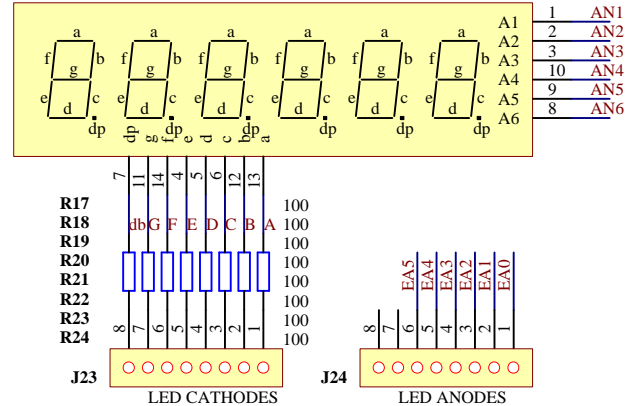 a a a a a a
f b f b f b f b f b f b
g g g g g g
e c e c e c e c e c e c
d d d d d d
dp dp dp dp dp dp
A1 1 AN1
A2 2 AN2
A3 3 AN3
A4 10 AN4
A5 9 AN5
A6 8 AN6
dp g f e d c b a
7 11 14 4 5 6 12 13
R17 100
R18 db G F E D C B A 100
R19 100
R20 100
R21 100
R22 100
R23 100
R24 100
EA5 EA4 EA3 EA2 EA1 EA0
8 7 6 5 4 3 2 1
8 7 6 5 4 3 2 1
J23
J24
LED CATHODES
LED ANODES